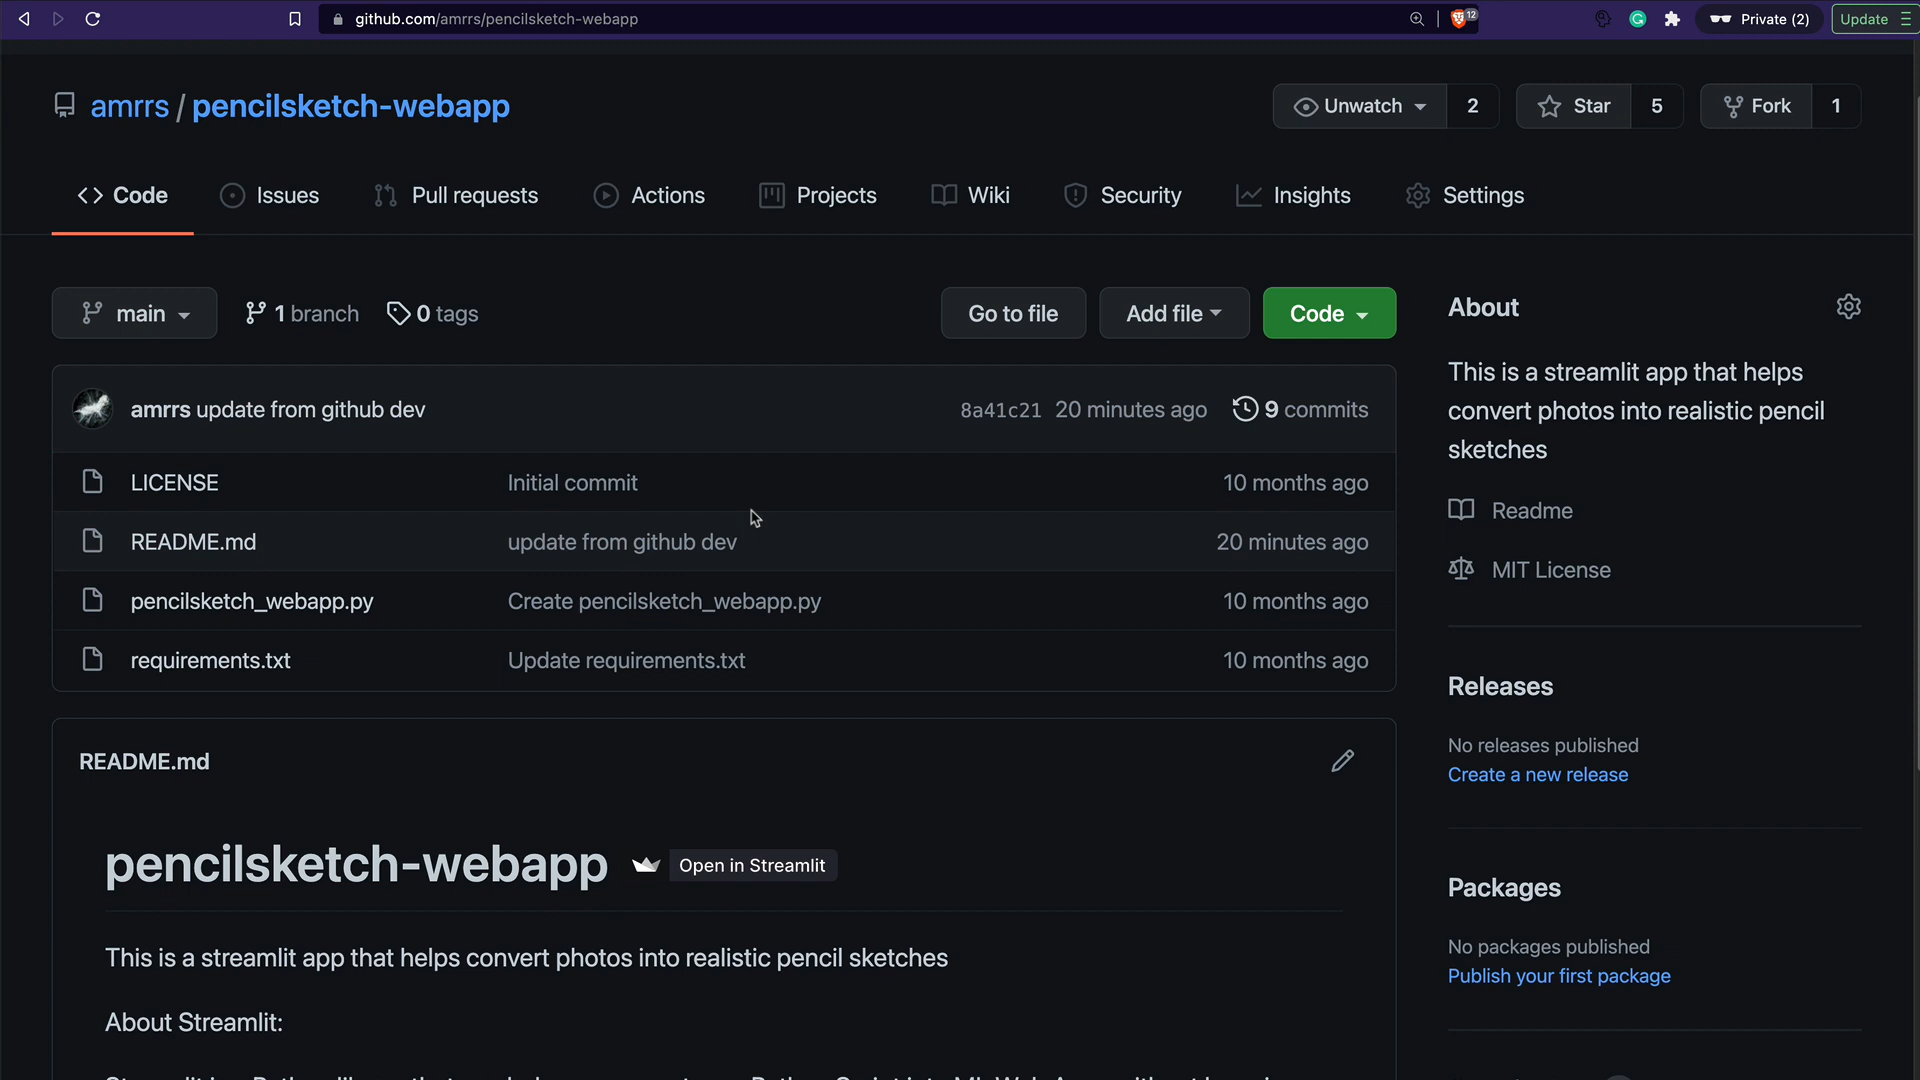 github.com/amrrs/pencilsketch-webapp
12
Private (2)
Update
amrrs / pencilsketch-webapp
Unwatch 2
Star 5
Fork 1
Code
Issues
Pull requests
Actions
Projects
Wiki
Security
Insights
Settings
main
1 branch
0 tags
Go to file
Add file
Code
amrrs update from github dev 8a41c21 20 minutes ago 9 commits
LICENSE Initial commit 10 months ago
README.md update from github dev 20 minutes ago
pencilsketch_webapp.py Create pencilsketch_webapp.py 10 months ago
requirements.txt Update requirements.txt 10 months ago
README.md
pencilsketch-webapp
Open in Streamlit
This is a streamlit app that helps convert photos into realistic pencil sketches
About Streamlit:
About
This is a streamlit app that helps
convert photos into realistic pencil
sketches
Readme
MIT License
Releases
No releases published
Create a new release
Packages
No packages published
Publish your first package